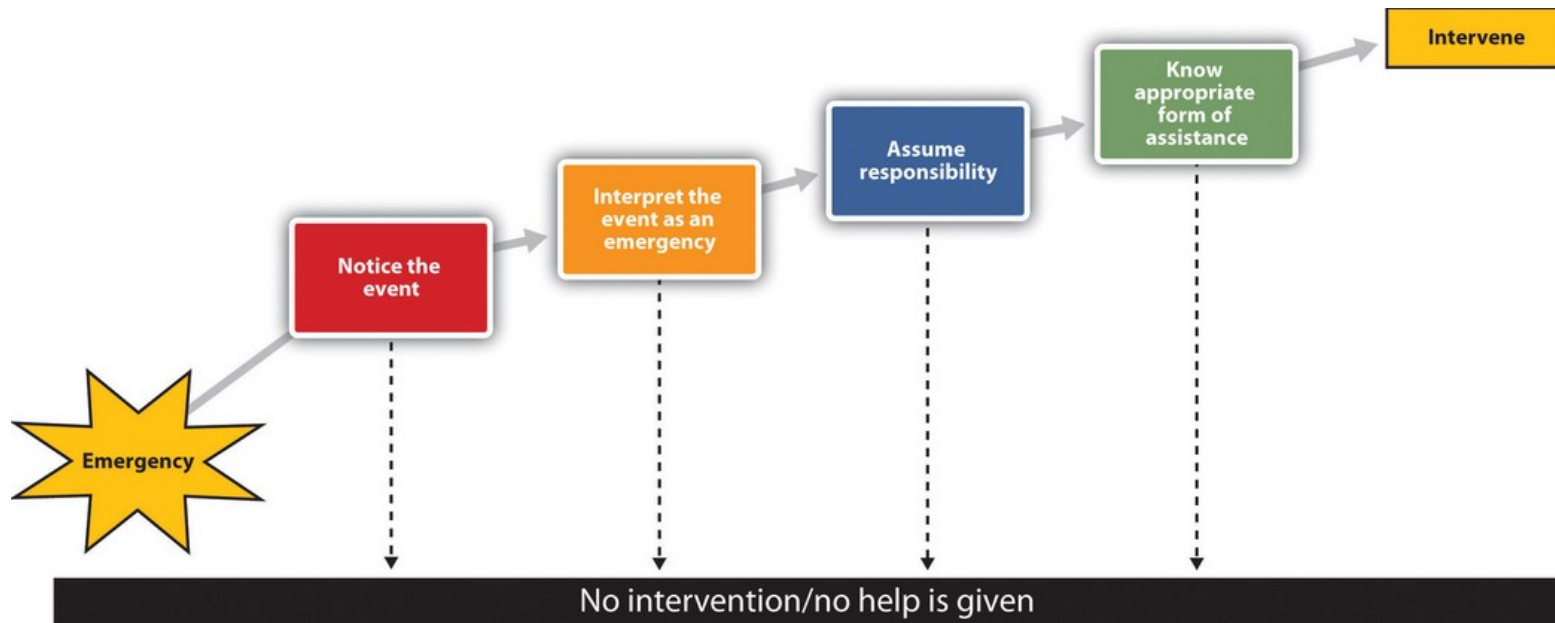 Intervene
Know
appropriate
form of
assistance
Assume
responsibility
Interpret the
event as an
emergency
Notice the
event
Emergency
No intervention/no help is given